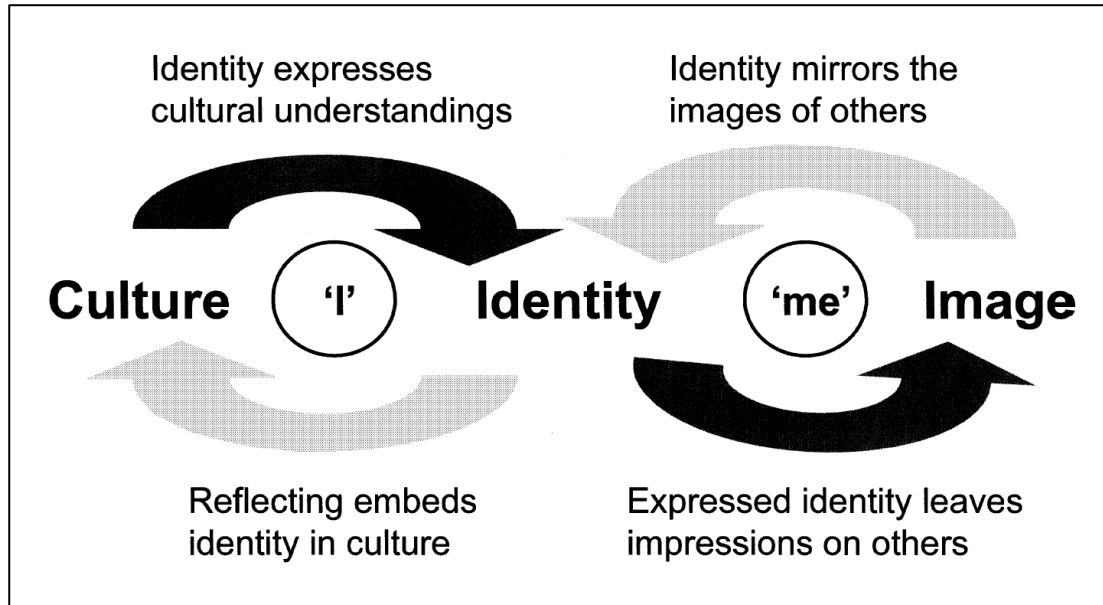 Identity expresses
cultural understandings
Identity mirrors the
images of others
Culture
‘I’
Identity
‘me’
Image
Reflecting embeds
identity in culture
Expressed identity leaves
impressions on others